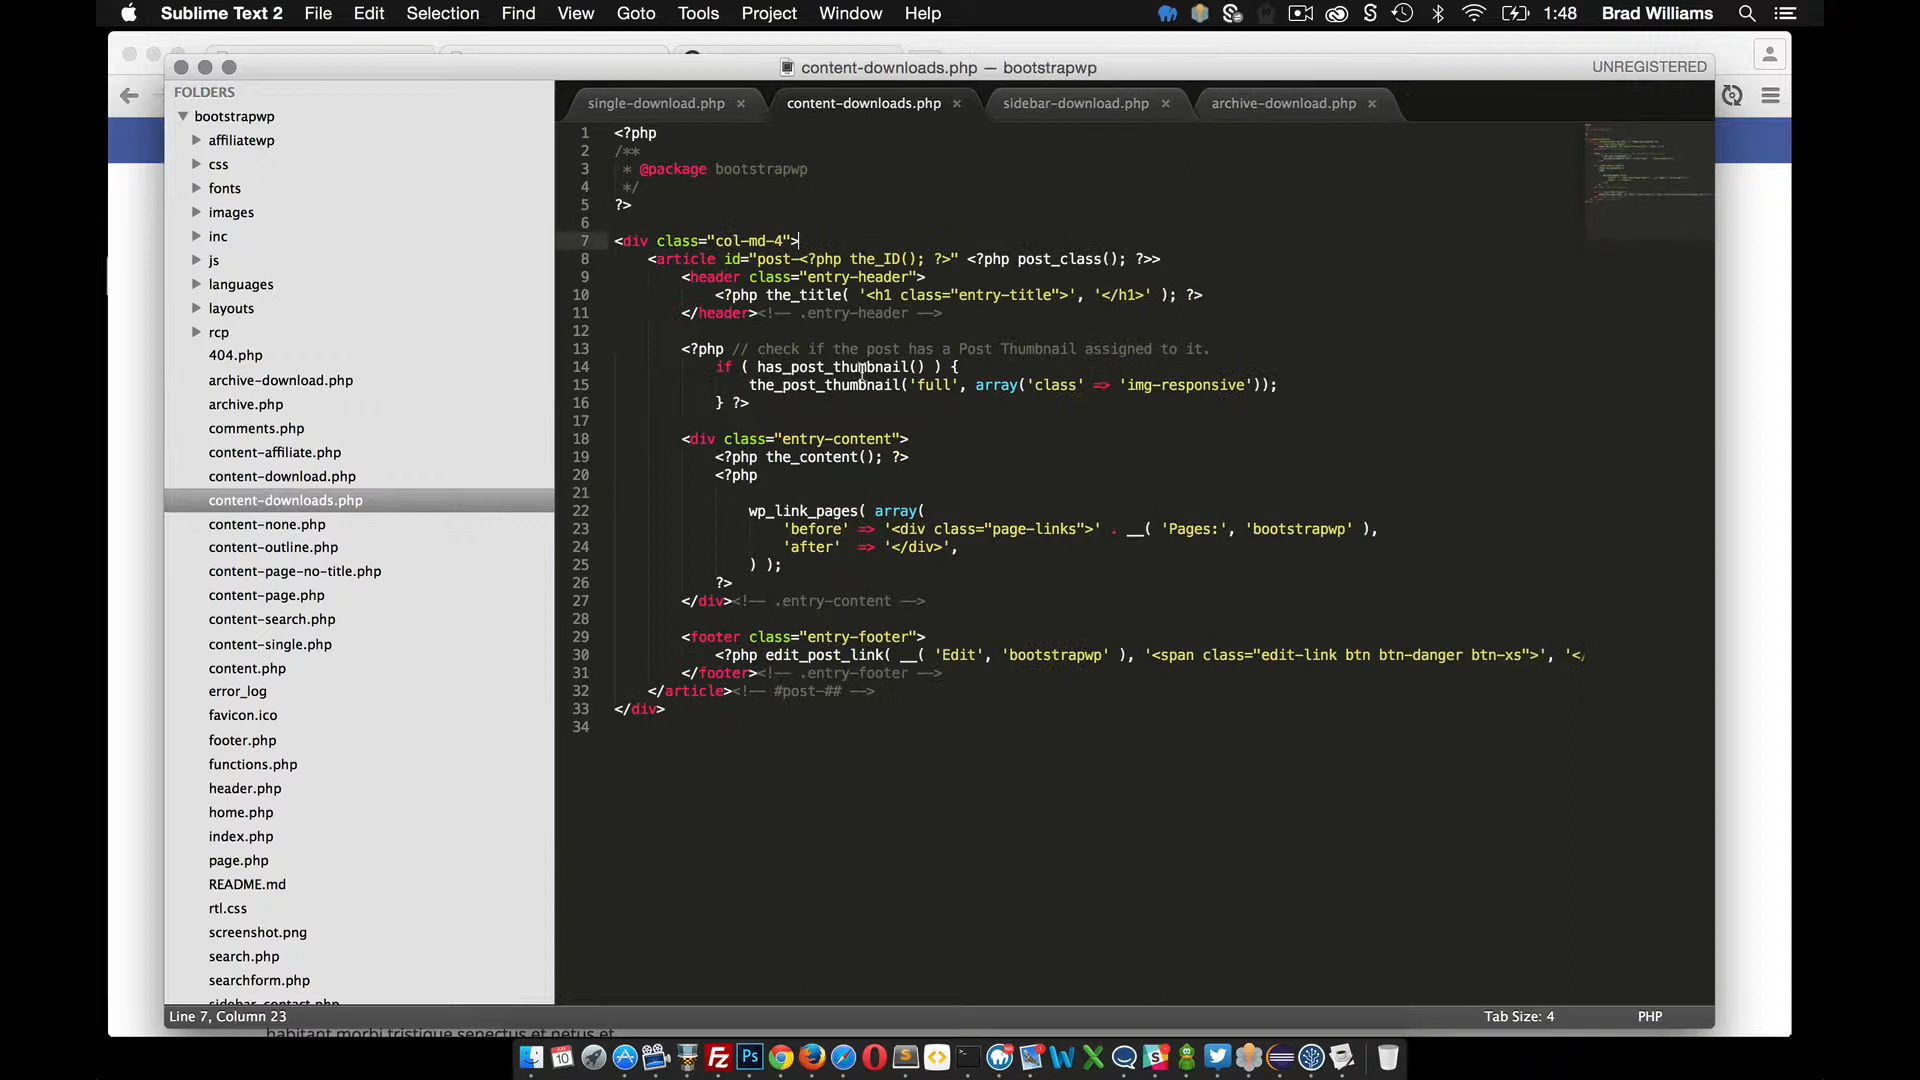 Sublime Text 2 File Edit Selection Find View Goto Tools Project Window Help 1:48 Brad Williams
content-downloads.php — bootstrapwp UNREGISTERED
FOLDERS
bootstrapwp
affiliatewp
css
fonts
images
inc
js
languages
layouts
rcp
404.php
archive-download.php
archive.php
comments.php
content-affiliate.php
content-download.php
content-downloads.php
content-none.php
content-outline.php
content-page-no-title.php
content-page.php
content-search.php
content-single.php
content.php
error_log
favicon.ico
footer.php
functions.php
header.php
home.php
index.php
page.php
README.md
rtl.css
screenshot.png
search.php
searchform.php
sidebar-contact.php
single-download.php content-downloads.php sidebar-download.php archive-download.php
1 <?php
2 /**
3 * @package bootstrapwp
4 */
5 ?>
6
7 <div class="col-md-4">
8 <article id="post-<?php the_ID(); ?>" <?php post_class(); ?>>
9 <header class="entry-header">
10 <?php the_title( '<h1 class="entry-title">', '</h1>' ); ?>
11 </header><!-- .entry-header -->
12
13 <?php // check if the post has a Post Thumbnail assigned to it.
14 if ( has_post_thumbnail() ) {
15 the_post_thumbnail('full', array('class' => 'img-responsive'));
16 } ?>
17
18 <div class="entry-content">
19 <?php the_content(); ?>
20 <?php
21
22 wp_link_pages( array(
23 'before' => '<div class="page-links">' . __( 'Pages:', 'bootstrapwp' ),
24 'after' => '</div>',
25 ) );
26 ?>
27 </div><!-- .entry-content -->
28
29 <footer class="entry-footer">
30 <?php edit_post_link( __( 'Edit', 'bootstrapwp' ), '<span class="edit-link btn btn-danger btn-xs">', '</
31 </footer><!-- .entry-footer -->
32 </article><!-- #post-## -->
33 </div>
34
Line 7, Column 23 Tab Size: 4 PHP
habitant morbi tristique senectus et netus et